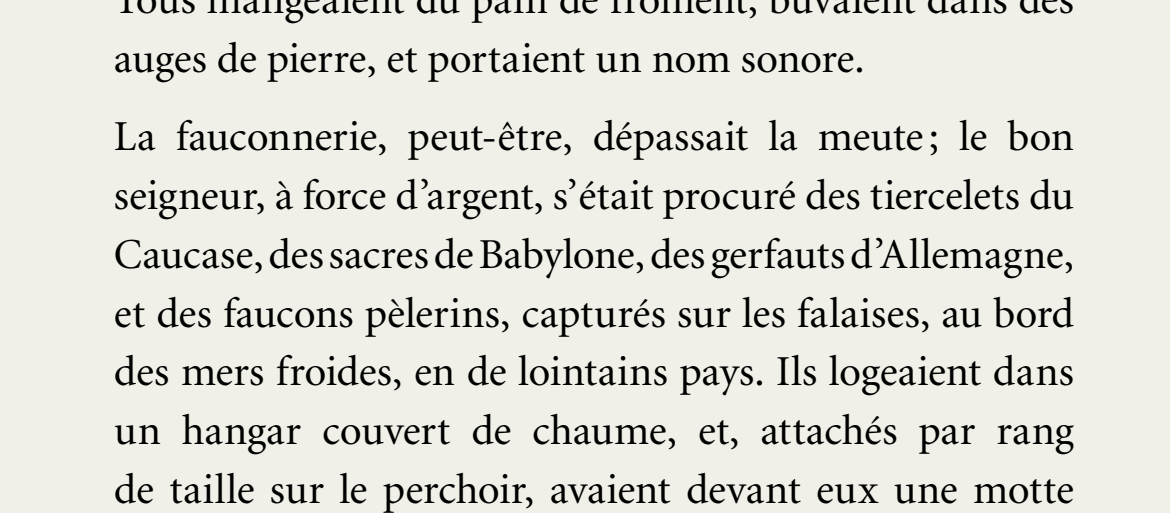 Tous mangeaient du pain de froment, buvaient dans des
auges de pierre, et portaient un nom sonore.
La fauconnerie, peut-être, dépassait la meute ; le bon
seigneur, à force d’argent, s’était procuré des tiercelets du
Caucase, des sacres de Babylone, des gerfauts d’Allemagne,
et des faucons pèlerins, capturés sur les falaises, au bord
des mers froides, en de lointains pays. Ils logeaient dans
un hangar couvert de chaume, et, attachés par rang
de taille sur le perchoir, avaient devant eux une motte